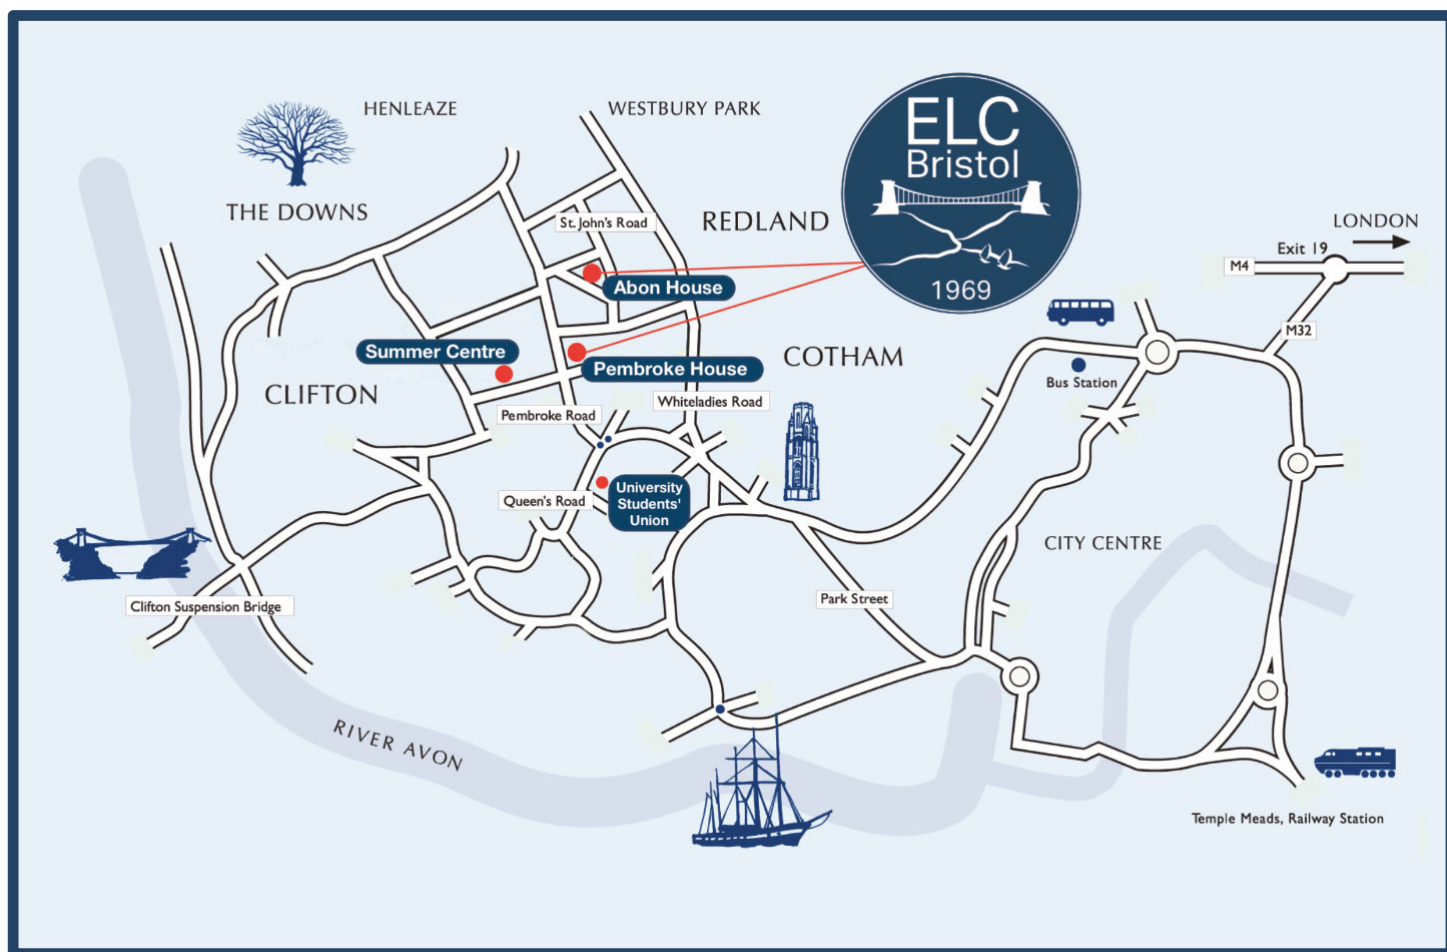 HENLEAZE
WESTBURY PARK
ELC
Bristol
1969
THE DOWNS
St. John's Road
REDLAND
LONDON
Exit 19
M4
Abon House
M32
Summer Centre
Pembroke House
COTHAM
Bus Station
CLIFTON
Pembroke Road
Whiteladies Road
Queen's Road
University
Students'
Union
CITY CENTRE
Clifton Suspension Bridge
Park Street
RIVER AVON
Temple Meads, Railway Station